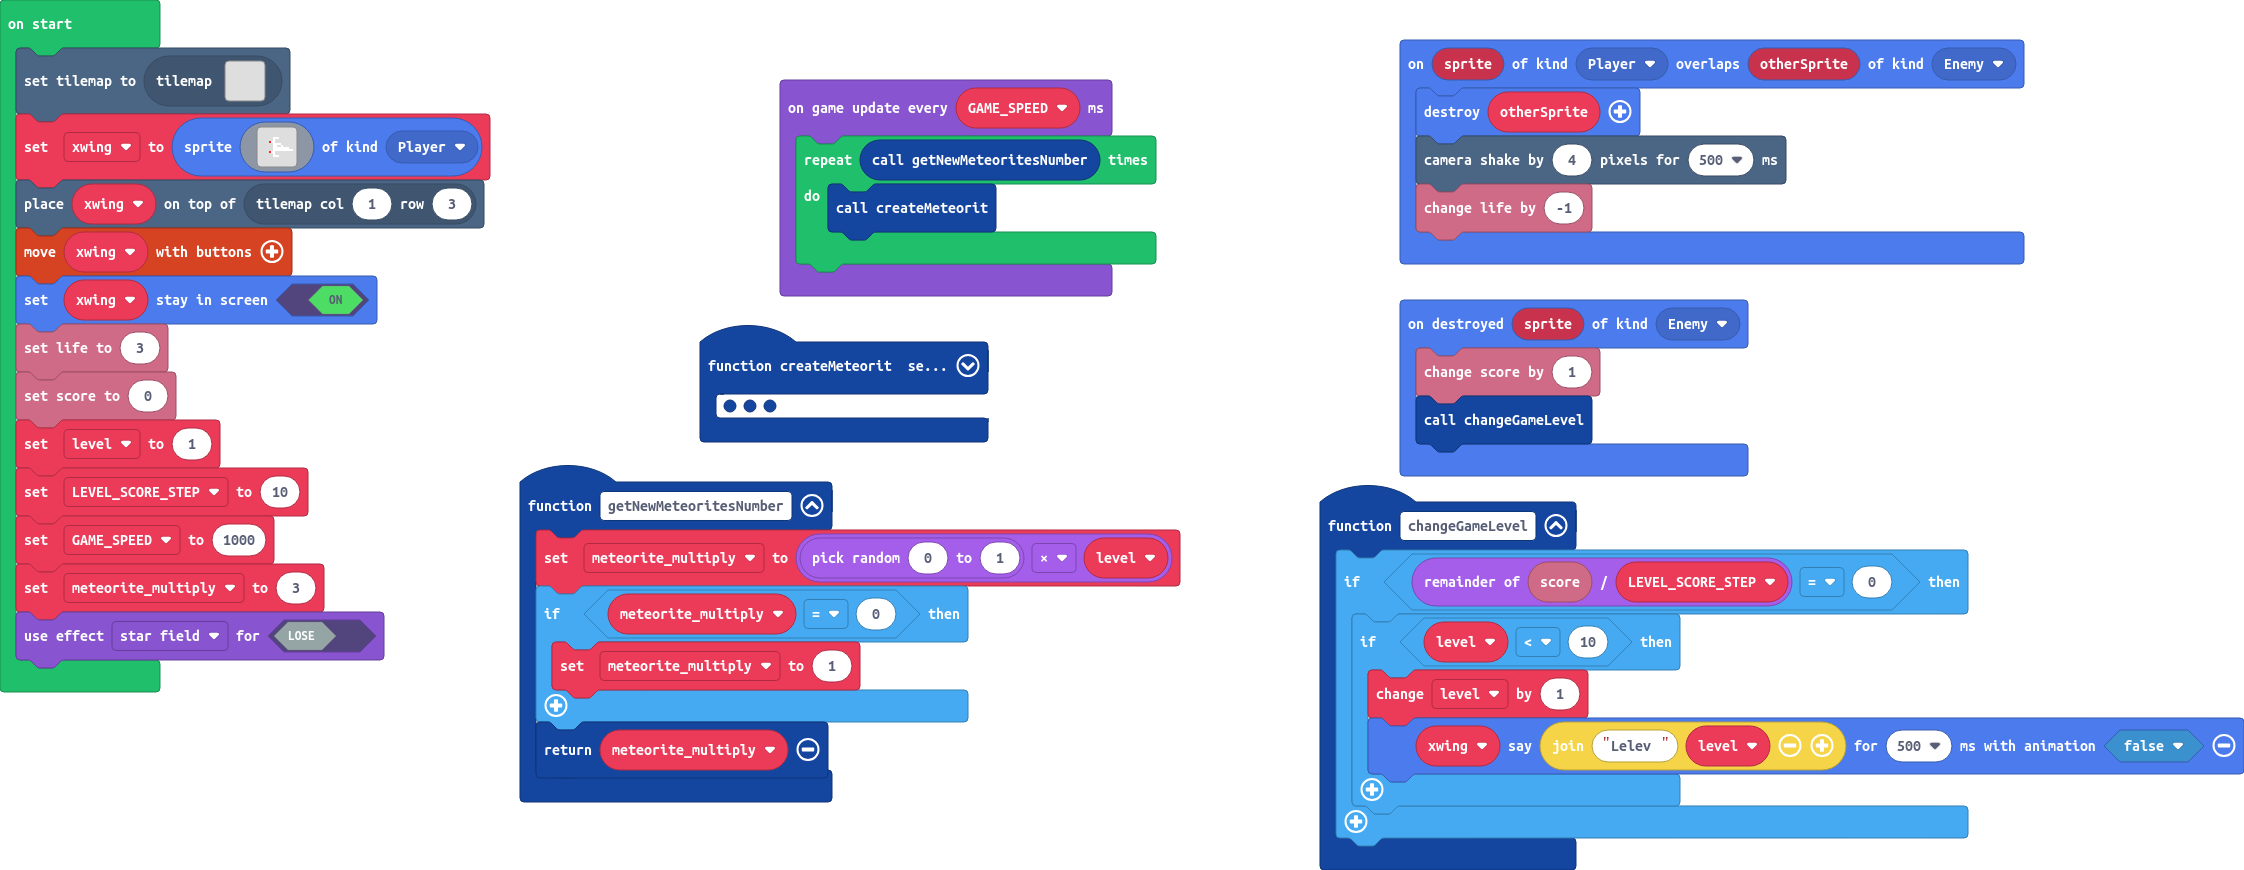 on start
set tilemap to tilemap
set xwing to sprite of kind Player
place xwing on top of tilemap col 1 row 3
move xwing with buttons
set xwing stay in screen ON
set life to 3
set score to 0
set level to 1
set LEVEL_SCORE_STEP to 10
set GAME_SPEED to 1000
set meteorite_multiply to 3
use effect star field for LOSE
on game update every GAME_SPEED ms
repeat call getNewMeteoritesNumber times
do call createMeteorit
function createMeteorit se...
function getNewMeteoritesNumber
set meteorite_multiply to pick random 0 to 1 × level
if meteorite_multiply = 0 then
set meteorite_multiply to 1
return meteorite_multiply
on sprite of kind Player overlaps otherSprite of kind Enemy
destroy otherSprite
camera shake by 4 pixels for 500 ms
change life by -1
on destroyed sprite of kind Enemy
change score by 1
call changeGameLevel
function changeGameLevel
if remainder of score / LEVEL_SCORE_STEP = 0 then
if level < 10 then
change level by 1
xwing say join "Lelev " level for 500 ms with animation false